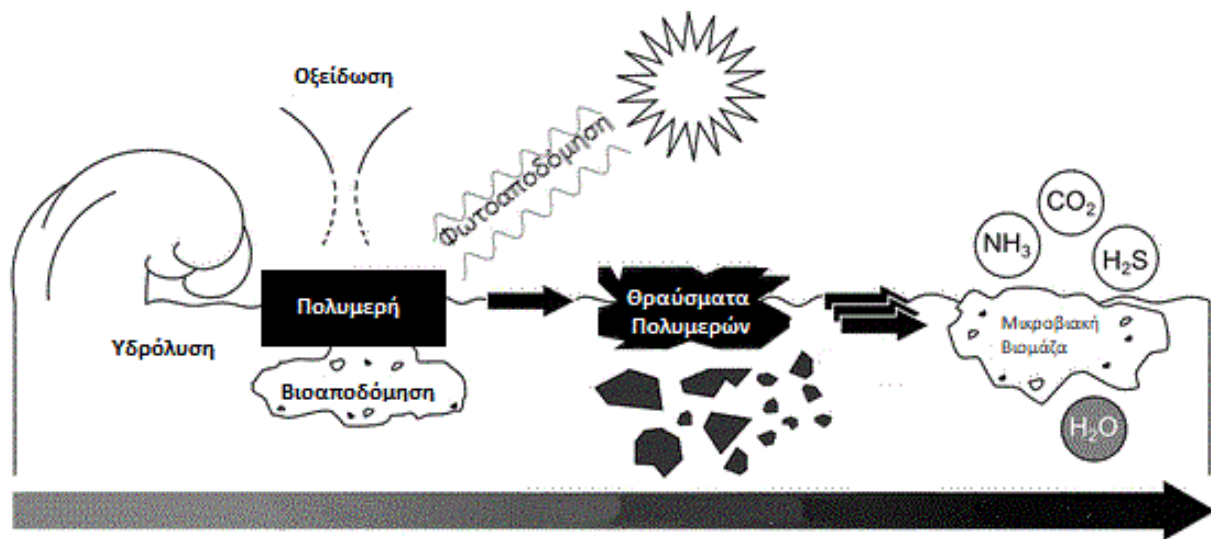 Οξείδωση
Φωτοαποδόμηση
CO₂
NH₃
H₂S
Πολυμερή
Θραύσματα
Πολυμερών
Μικροβιακή
Βιομάζα
Υδρόλυση
Βιοαποδόμηση
H₂O